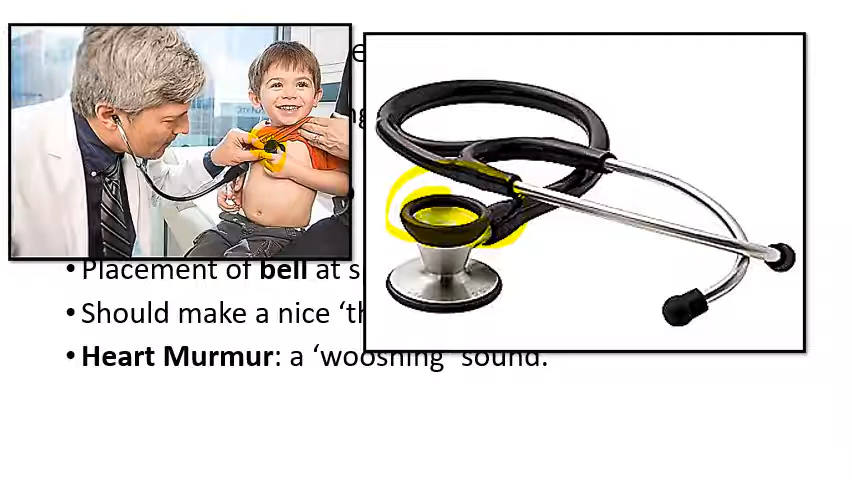 • Placement of bell at s
• Should make a nice ‘th
• Heart Murmur: a ‘wooshing’ sound.